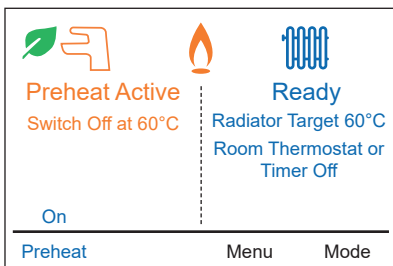 Preheat Active
Switch Off at 60°C
On
Ready
Radiator Target 60°C
Room Thermostat or
Timer Off
Preheat
Menu
Mode